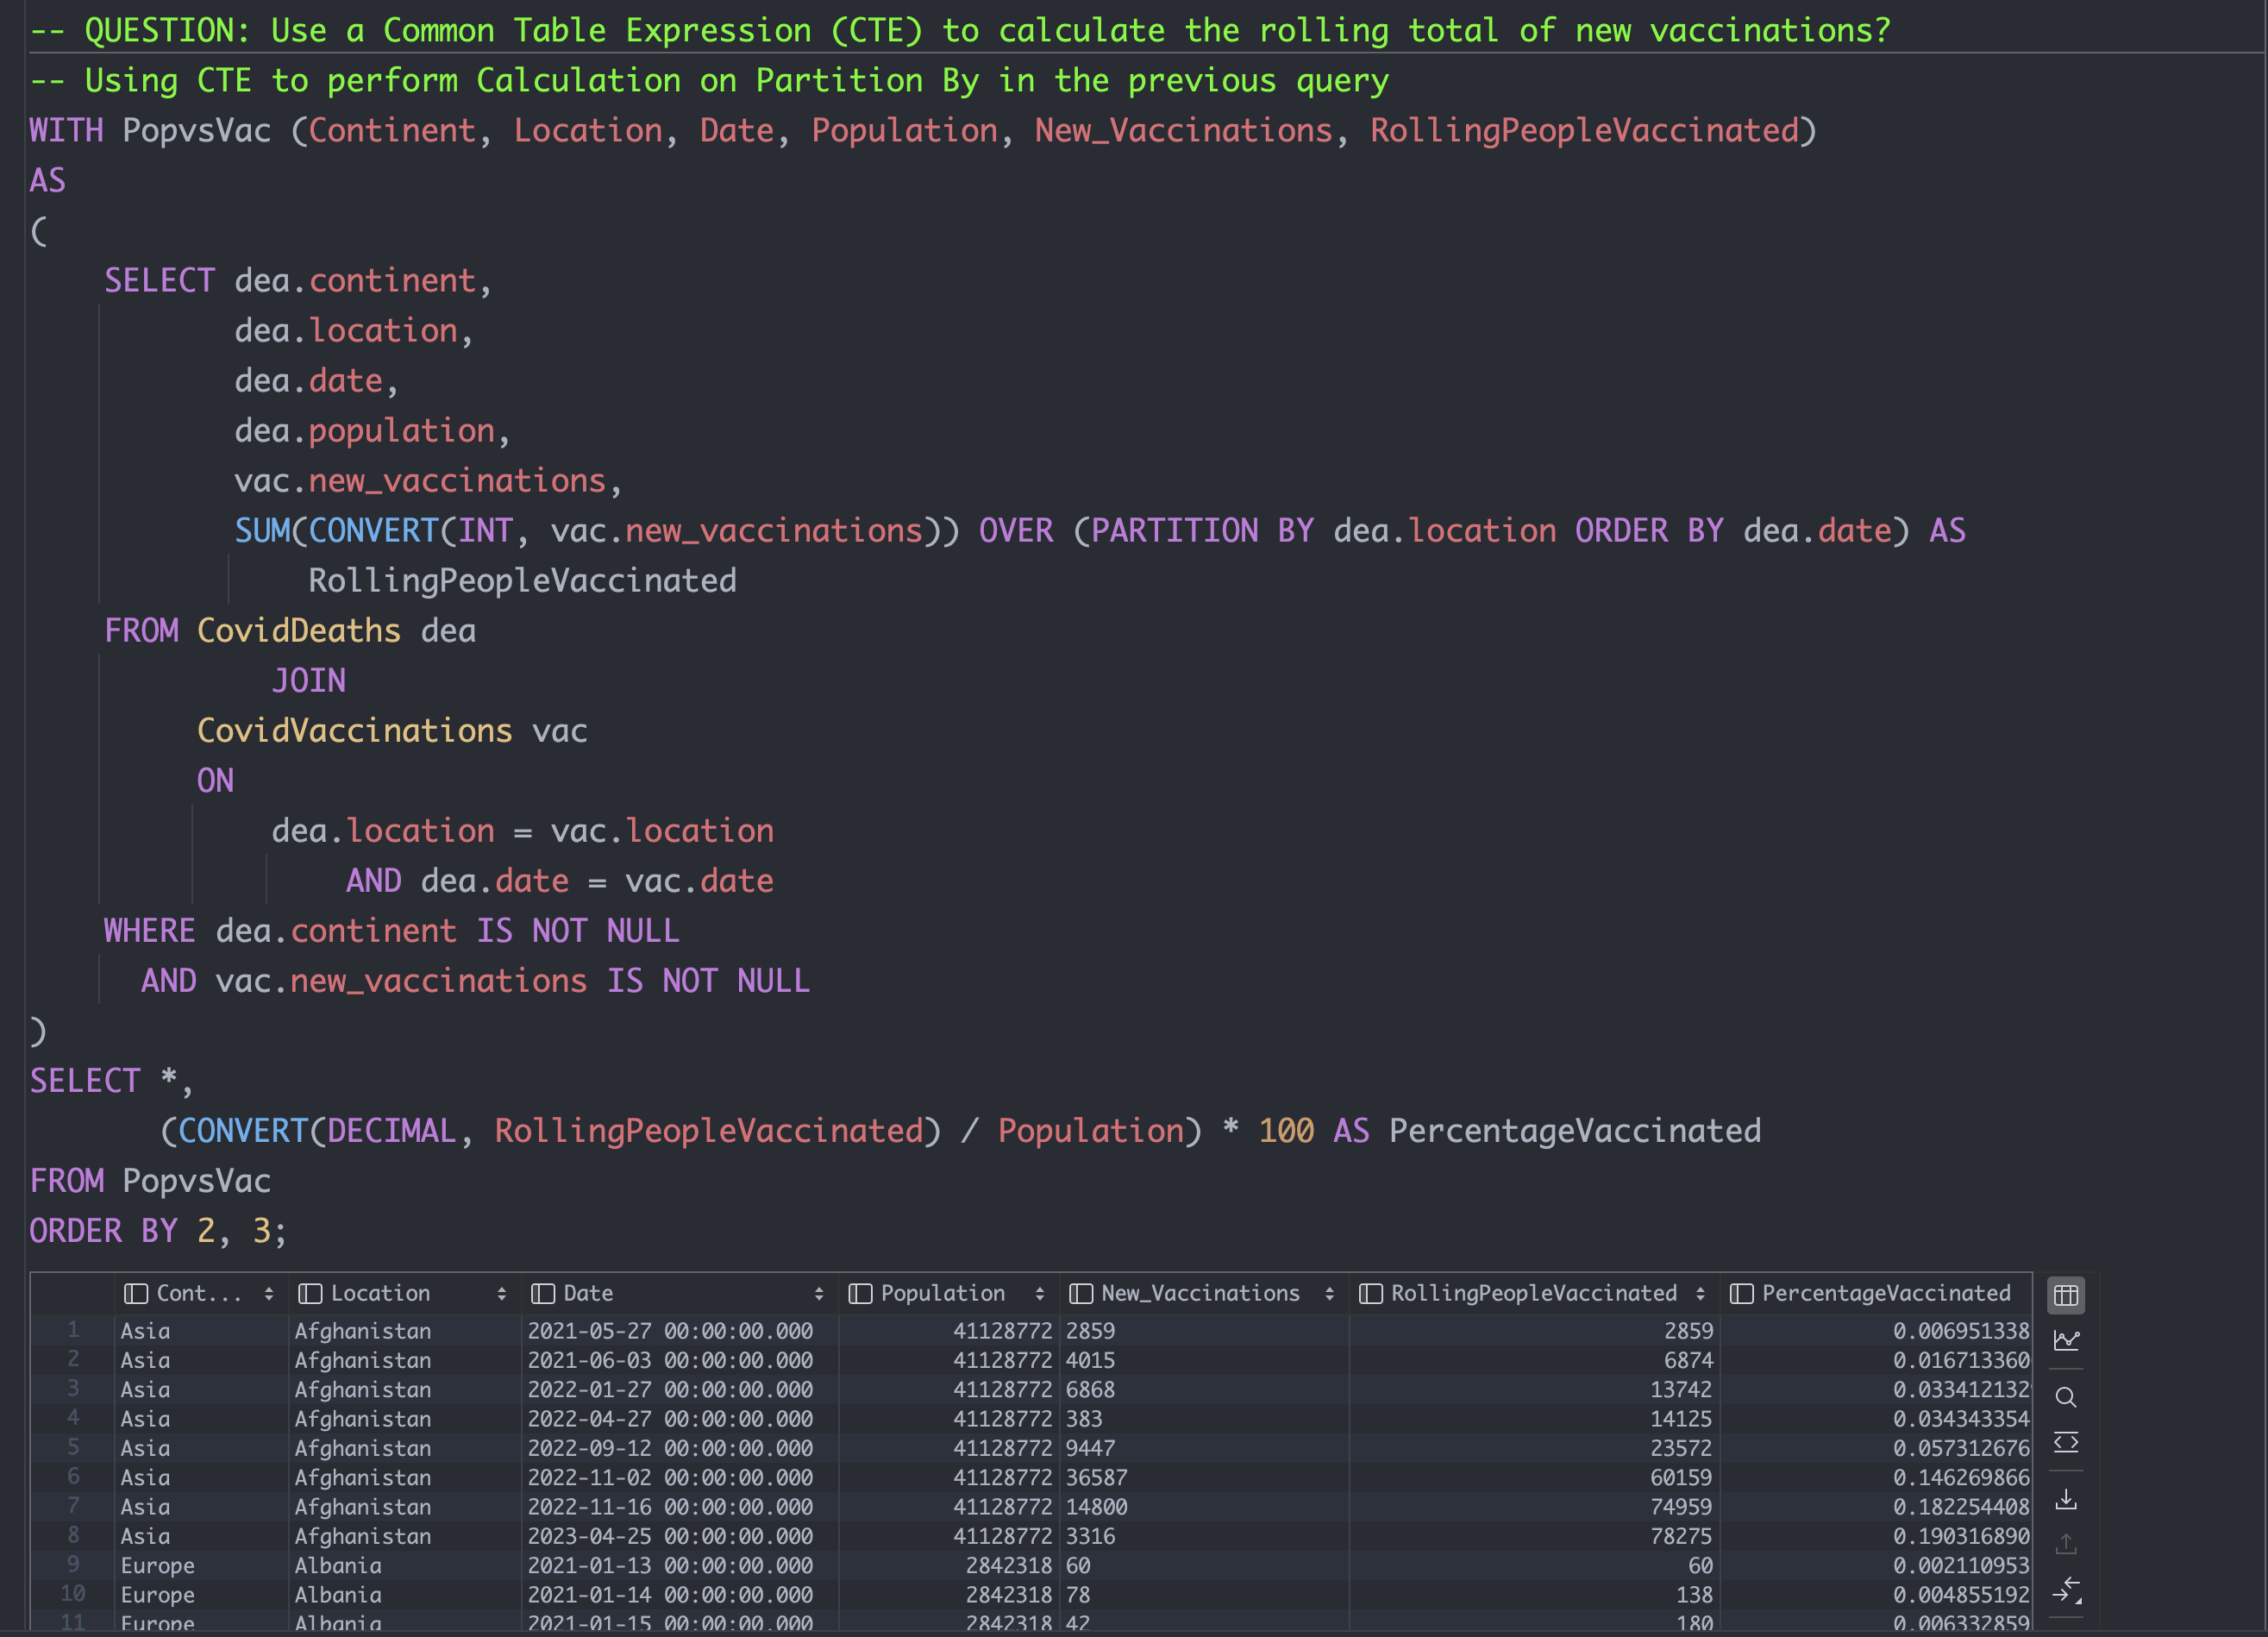 -- QUESTION: Use a Common Table Expression (CTE) to calculate the rolling total of new vaccinations?
-- Using CTE to perform Calculation on Partition By in the previous query
WITH PopvsVac (Continent, Location, Date, Population, New_Vaccinations, RollingPeopleVaccinated)
AS
(
SELECT dea.continent,
dea.location,
dea.date,
dea.population,
vac.new_vaccinations,
SUM(CONVERT(INT, vac.new_vaccinations)) OVER (PARTITION BY dea.location ORDER BY dea.date) AS
RollingPeopleVaccinated
FROM CovidDeaths dea
JOIN
CovidVaccinations vac
ON
dea.location = vac.location
AND dea.date = vac.date
WHERE dea.continent IS NOT NULL
AND vac.new_vaccinations IS NOT NULL
)
SELECT *,
(CONVERT(DECIMAL, RollingPeopleVaccinated) / Population) * 100 AS PercentageVaccinated
FROM PopvsVac
ORDER BY 2, 3;
Cont... Location Date Population New_Vaccinations RollingPeopleVaccinated PercentageVaccinated
1 Asia Afghanistan 2021-05-27 00:00:00.000 41128772 2859 2859 0.006951338
2 Asia Afghanistan 2021-06-03 00:00:00.000 41128772 4015 6874 0.016713360
3 Asia Afghanistan 2022-01-27 00:00:00.000 41128772 6868 13742 0.033412132
4 Asia Afghanistan 2022-04-27 00:00:00.000 41128772 383 14125 0.034343354
5 Asia Afghanistan 2022-09-12 00:00:00.000 41128772 9447 23572 0.057312676
6 Asia Afghanistan 2022-11-02 00:00:00.000 41128772 36587 60159 0.146269866
7 Asia Afghanistan 2022-11-16 00:00:00.000 41128772 14800 74959 0.182254408
8 Asia Afghanistan 2023-04-25 00:00:00.000 41128772 3316 78275 0.190316890
9 Europe Albania 2021-01-13 00:00:00.000 2842318 60 60 0.002110953
10 Europe Albania 2021-01-14 00:00:00.000 2842318 78 138 0.004855192
11 Europe Albania 2021-01-15 00:00:00.000 2842318 42 180 0.006332859